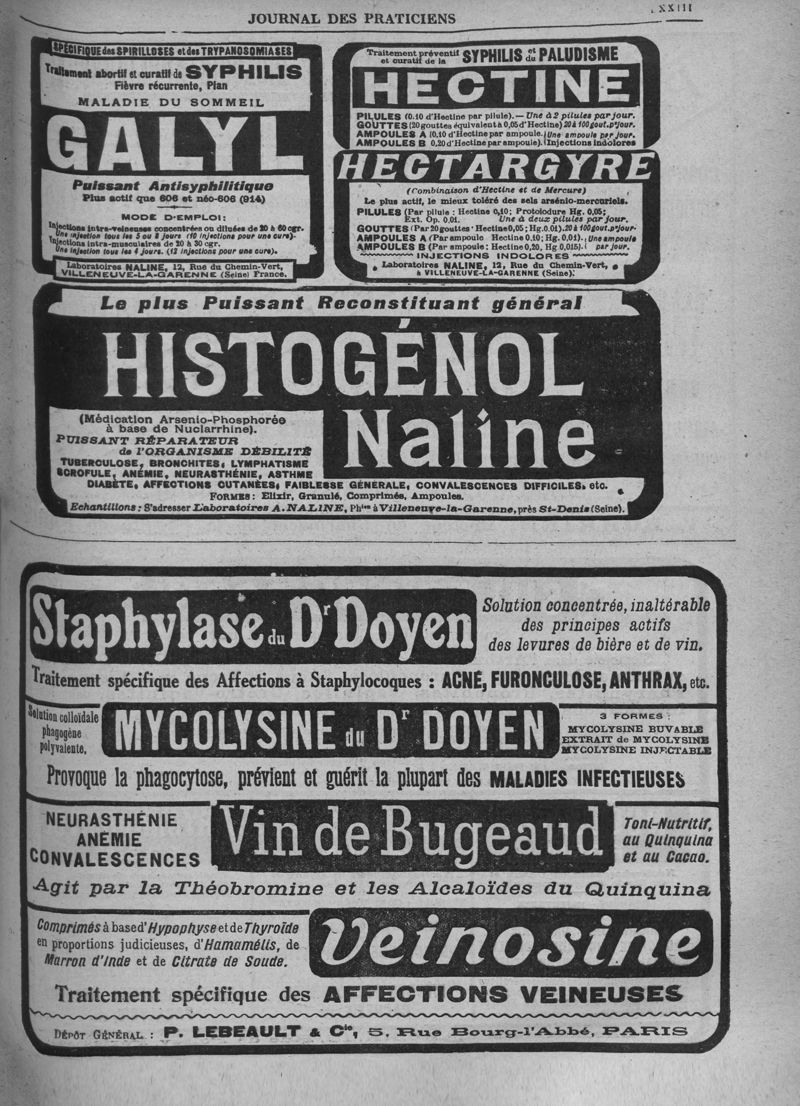 JOURNAL DES PRATICIENS
XXIII
SPÉCIFIQUE des SPIRILLOSES et des TRYPANOSOMIASES
Traitement abortif et curatif de SYPHILIS
Fièvre récurrente, Pian
MALADIE DU SOMMEIL
GALYL
Puissant Antisyphilitique
Plus actif que 606 et néo-606 (914)
MODE D'EMPLOI:
Injections intra-veineuses concentrées ou diluées de 20 à 60 cgr.
Une injection tous les 5 ou 8 jours (10 injections pour une cure).
Injections intra-musculaires de 20 à 30 cgr.
Une injection tous les 4 jours. (12 injections pour une cure).
Laboratoires NALINE, 12, Rue du Chemin-Vert,
VILLENEUVE-LA-GARENNE (Seine) France.
Traitement préventif et curatif de la SYPHILIS et du PALUDISME
HECTINE
PILULES (0.10 d'Hectine par pilule). — Une à 2 pilules par jour.
GOUTTES (20 gouttes équivalent à 0,05 d'Hectine) 20 à 100 gout. p' jour.
AMPOULES A (0,10 d'Hectine par ampoule. (Une ampoule par jour.
AMPOULES B 0,20 d'Hectine par ampoule). (Injections indolores
HECTARGYRE
(Combinaison d'Hectine et de Mercure)
Le plus actif, le mieux toléré des sels arsénio-mercuriels.
PILULES (Par pilule : Hectine 0,10; Protoiodure Hg. 0,05;
Ext. Op. 0,01. Une à deux pilules par jour.
GOUTTES (Par 20 gouttes · Hectine 0,05; Hg. 0.01). 20 à 100 gout. p' jour.
AMPOULES A (Par ampoule Hectine 0.10; Hg. 0,01). (Une ampoule
AMPOULES B (Par ampoule; Hectine 0,20, Hg 0,015). par jour.
INJECTIONS INDOLORES
Laboratoires NALINE, 12, Rue du Chemin-Vert,
à VILLENEUVE-LA-GARENNE (Seine).
Le plus Puissant Reconstituant général
HISTOGÉNOL
Naline
(Médication Arsenio-Phosphorée
à base de Nuclarrhine).
PUISSANT RÉPARATEUR
de l'ORGANISME DÉBILITÉ
TUBERCULOSE, BRONCHITES, LYMPHATISME
SCROFULE, ANÉMIE, NEURASTHÉNIE, ASTHME
DIABÈTE, AFFECTIONS CUTANÉES, FAIBLESSE GÉNÉRALE, CONVALESCENCES DIFFICILES, etc.
FORMES: Elixir, Granulé, Comprimés, Ampoules.
Echantillons : S'adresser Laboratoires A. NALINE, Phien à Villeneuve-la-Garenne, près St-Denis (Seine).
Staphylase du Dr Doyen
Solution concentrée, inaltérable
des principes actifs
des levures de bière et de vin.
Traitement spécifique des Affections à Staphylocoques : ACNÉ, FURONCULOSE, ANTHRAX, etc.
Solution colloïdale
phagogène
polyvalente,
MYCOLYSINE du Dr DOYEN
3 FORMES :
MYCOLYSINE BUVABLE
EXTRAIT de MYCOLYSINE
MYCOLYSINE INJECTABLE
Provoque la phagocytose, prévient et guérit la plupart des MALADIES INFECTIEUSES
NEURASTHÉNIE
ANÉMIE
CONVALESCENCES
Vin de Bugeaud
Toni-Nutritif,
au Quinquina
et au Cacao.
Agit par la Théobromine et les Alcaloïdes du Quinquina
Comprimés à base d'Hypophyse et de Thyroïde
en proportions judicieuses, d'Hamamélis, de
Marron d'Inde et de Citrate de Soude.
Veinosine
Traitement spécifique des AFFECTIONS VEINEUSES
DÉPÔT GÉNÉRAL : P. LEBEAULT & Cie, 5, Rue Bourg-l'Abbé, PARIS